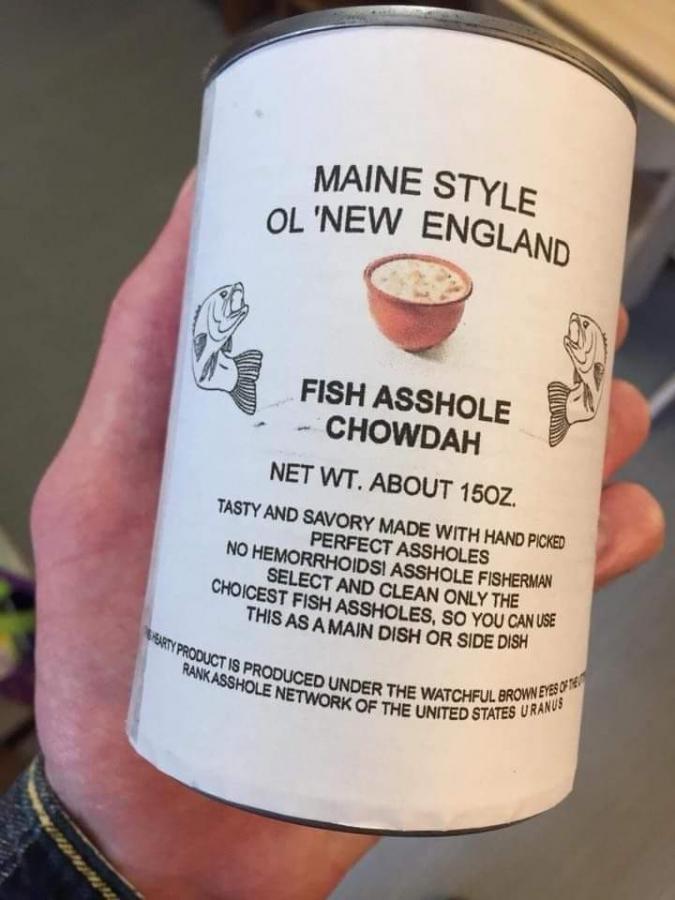 MAINE STYLE
OL 'NEW ENGLAND
FISH ASSHOLE
CHOWDAH
NET WT. ABOUT 15OZ.
TASTY AND SAVORY MADE WITH HAND PICKED
PERFECT ASSHOLES
NO HEMORRHOIDS! ASSHOLE FISHERMAN
SELECT AND CLEAN ONLY THE
CHOICEST FISH ASSHOLES, SO YOU CAN USE
THIS AS A MAIN DISH OR SIDE DISH
HEARTY PRODUCT IS PRODUCED UNDER THE WATCHFUL BROWN EYES OF THE
RANK ASSHOLE NETWORK OF THE UNITED STATES URANUS